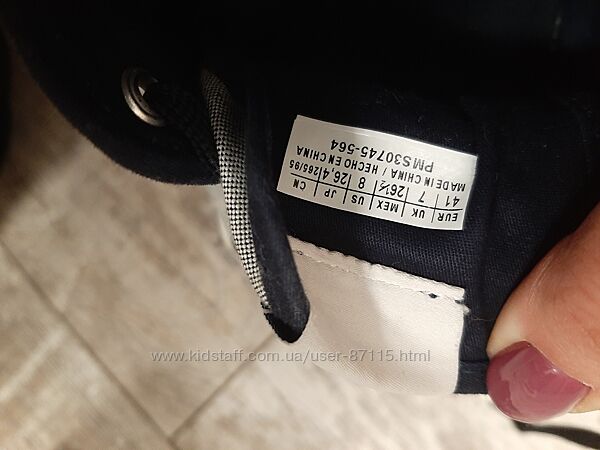 EUR UK MEX US JP CN
41 7 26½ 8 26,4 265/95
MADE IN CHINA / HECHO EN CHINA
PMS30745-564
www.kidstaff.com.ua/user-87115.html